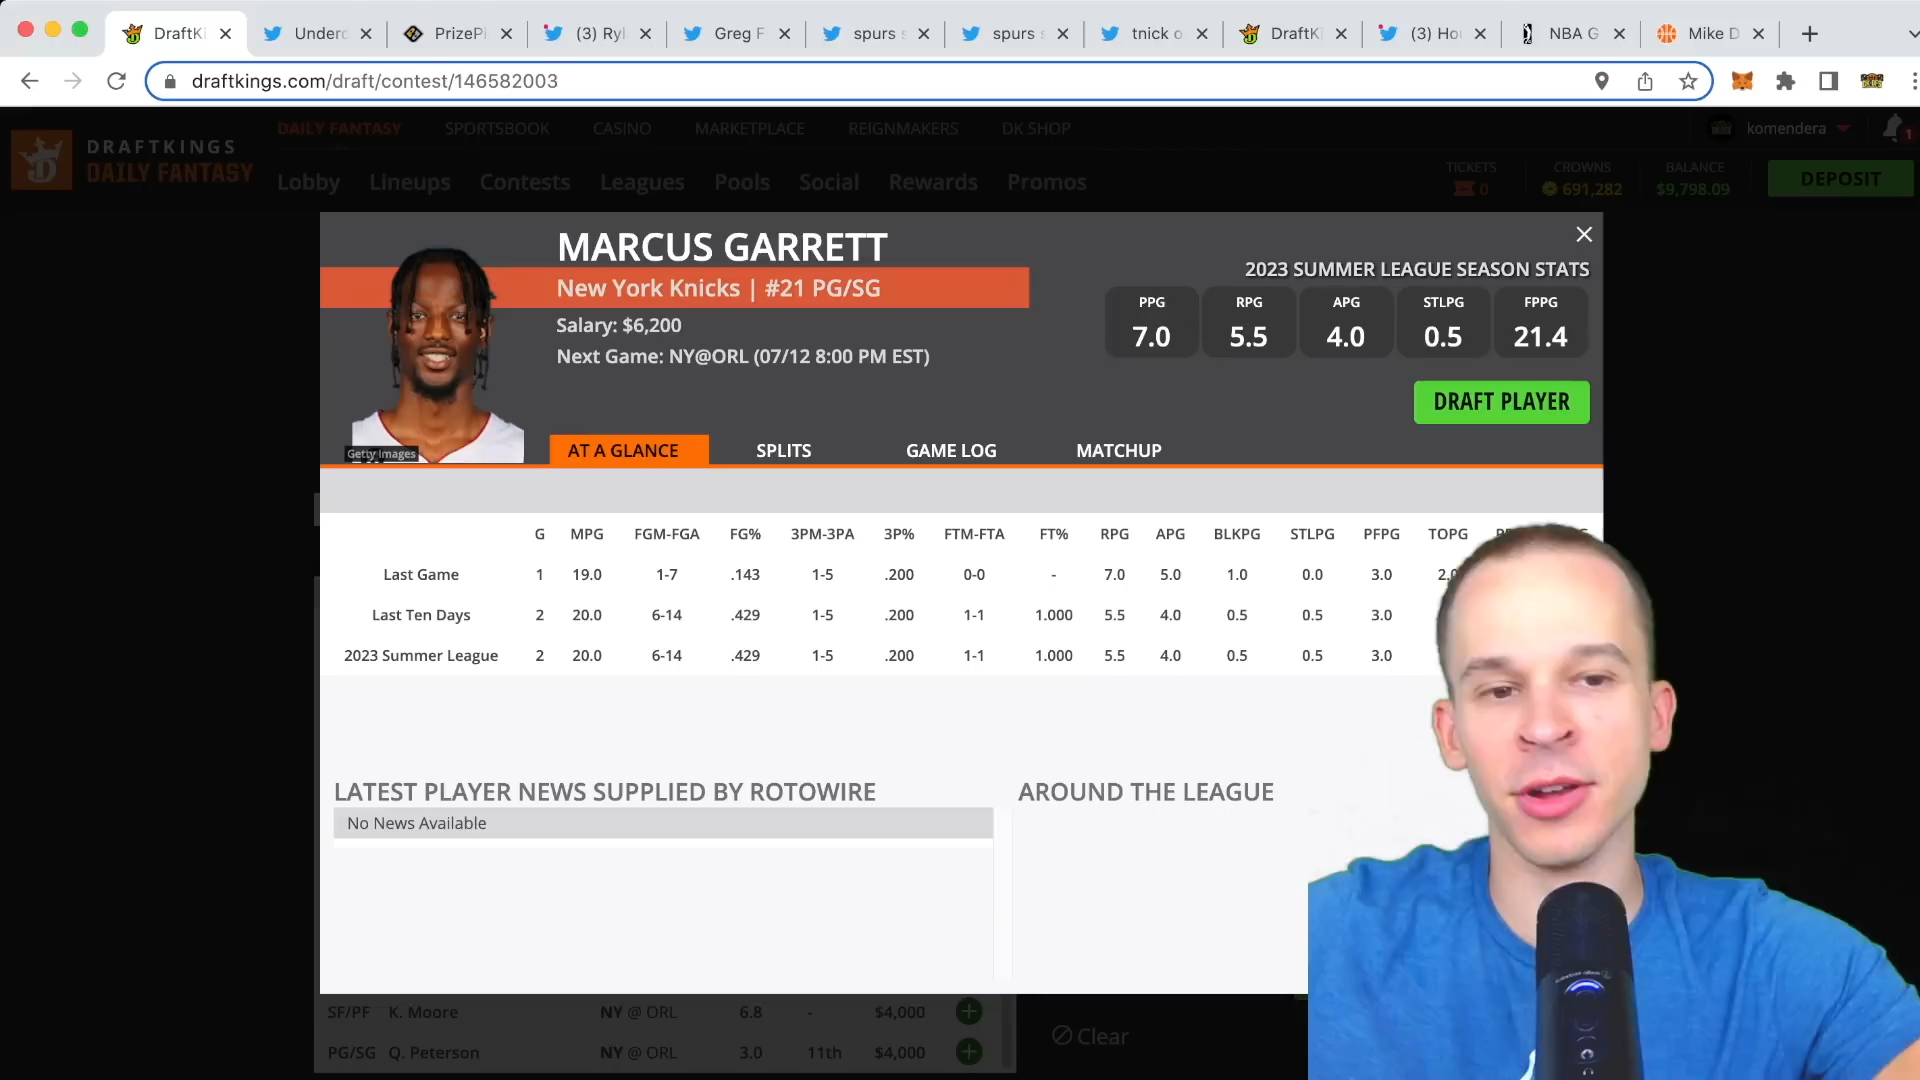 DraftKi
Underd
PrizePi
(3) Ryl
Greg F
spurs s
spurs s
tnick o
DraftKi
(3) Ho
NBA G
Mike D
draftkings.com/draft/contest/146582003
DRAFTKINGS
DAILY FANTASY
DAILY FANTASY SPORTSBOOK CASINO MARKETPLACE REIGNMAKERS DK SHOP
komendera
1
Lobby Lineups Contests Leagues Pools Social Rewards Promos
TICKETS
0
CROWNS
691,282
BALANCE
$9,798.09
DEPOSIT
MARCUS GARRETT
New York Knicks | #21 PG/SG
Salary: $6,200
Next Game: NY@ORL (07/12 8:00 PM EST)
Getty Images
2023 SUMMER LEAGUE SEASON STATS
PPG RPG APG STLPG FPPG
7.0 5.5 4.0 0.5 21.4
DRAFT PLAYER
AT A GLANCE SPLITS GAME LOG MATCHUP
G MPG FGM-FGA FG% 3PM-3PA 3P% FTM-FTA FT% RPG APG BLKPG STLPG PFPG TOPG
Last Game 1 19.0 1-7 .143 1-5 .200 0-0 - 7.0 5.0 1.0 0.0 3.0 2.0
Last Ten Days 2 20.0 6-14 .429 1-5 .200 1-1 1.000 5.5 4.0 0.5 0.5 3.0
2023 Summer League 2 20.0 6-14 .429 1-5 .200 1-1 1.000 5.5 4.0 0.5 0.5 3.0
LATEST PLAYER NEWS SUPPLIED BY ROTOWIRE
No News Available
AROUND THE LEAGUE
SF/PF K. Moore NY @ ORL 6.8 - $4,000
PG/SG Q. Peterson NY @ ORL 3.0 11th $4,000
Clear